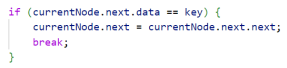 if (currentNode.next.data == key) {
    currentNode.next = currentNode.next.next;
    break;
}